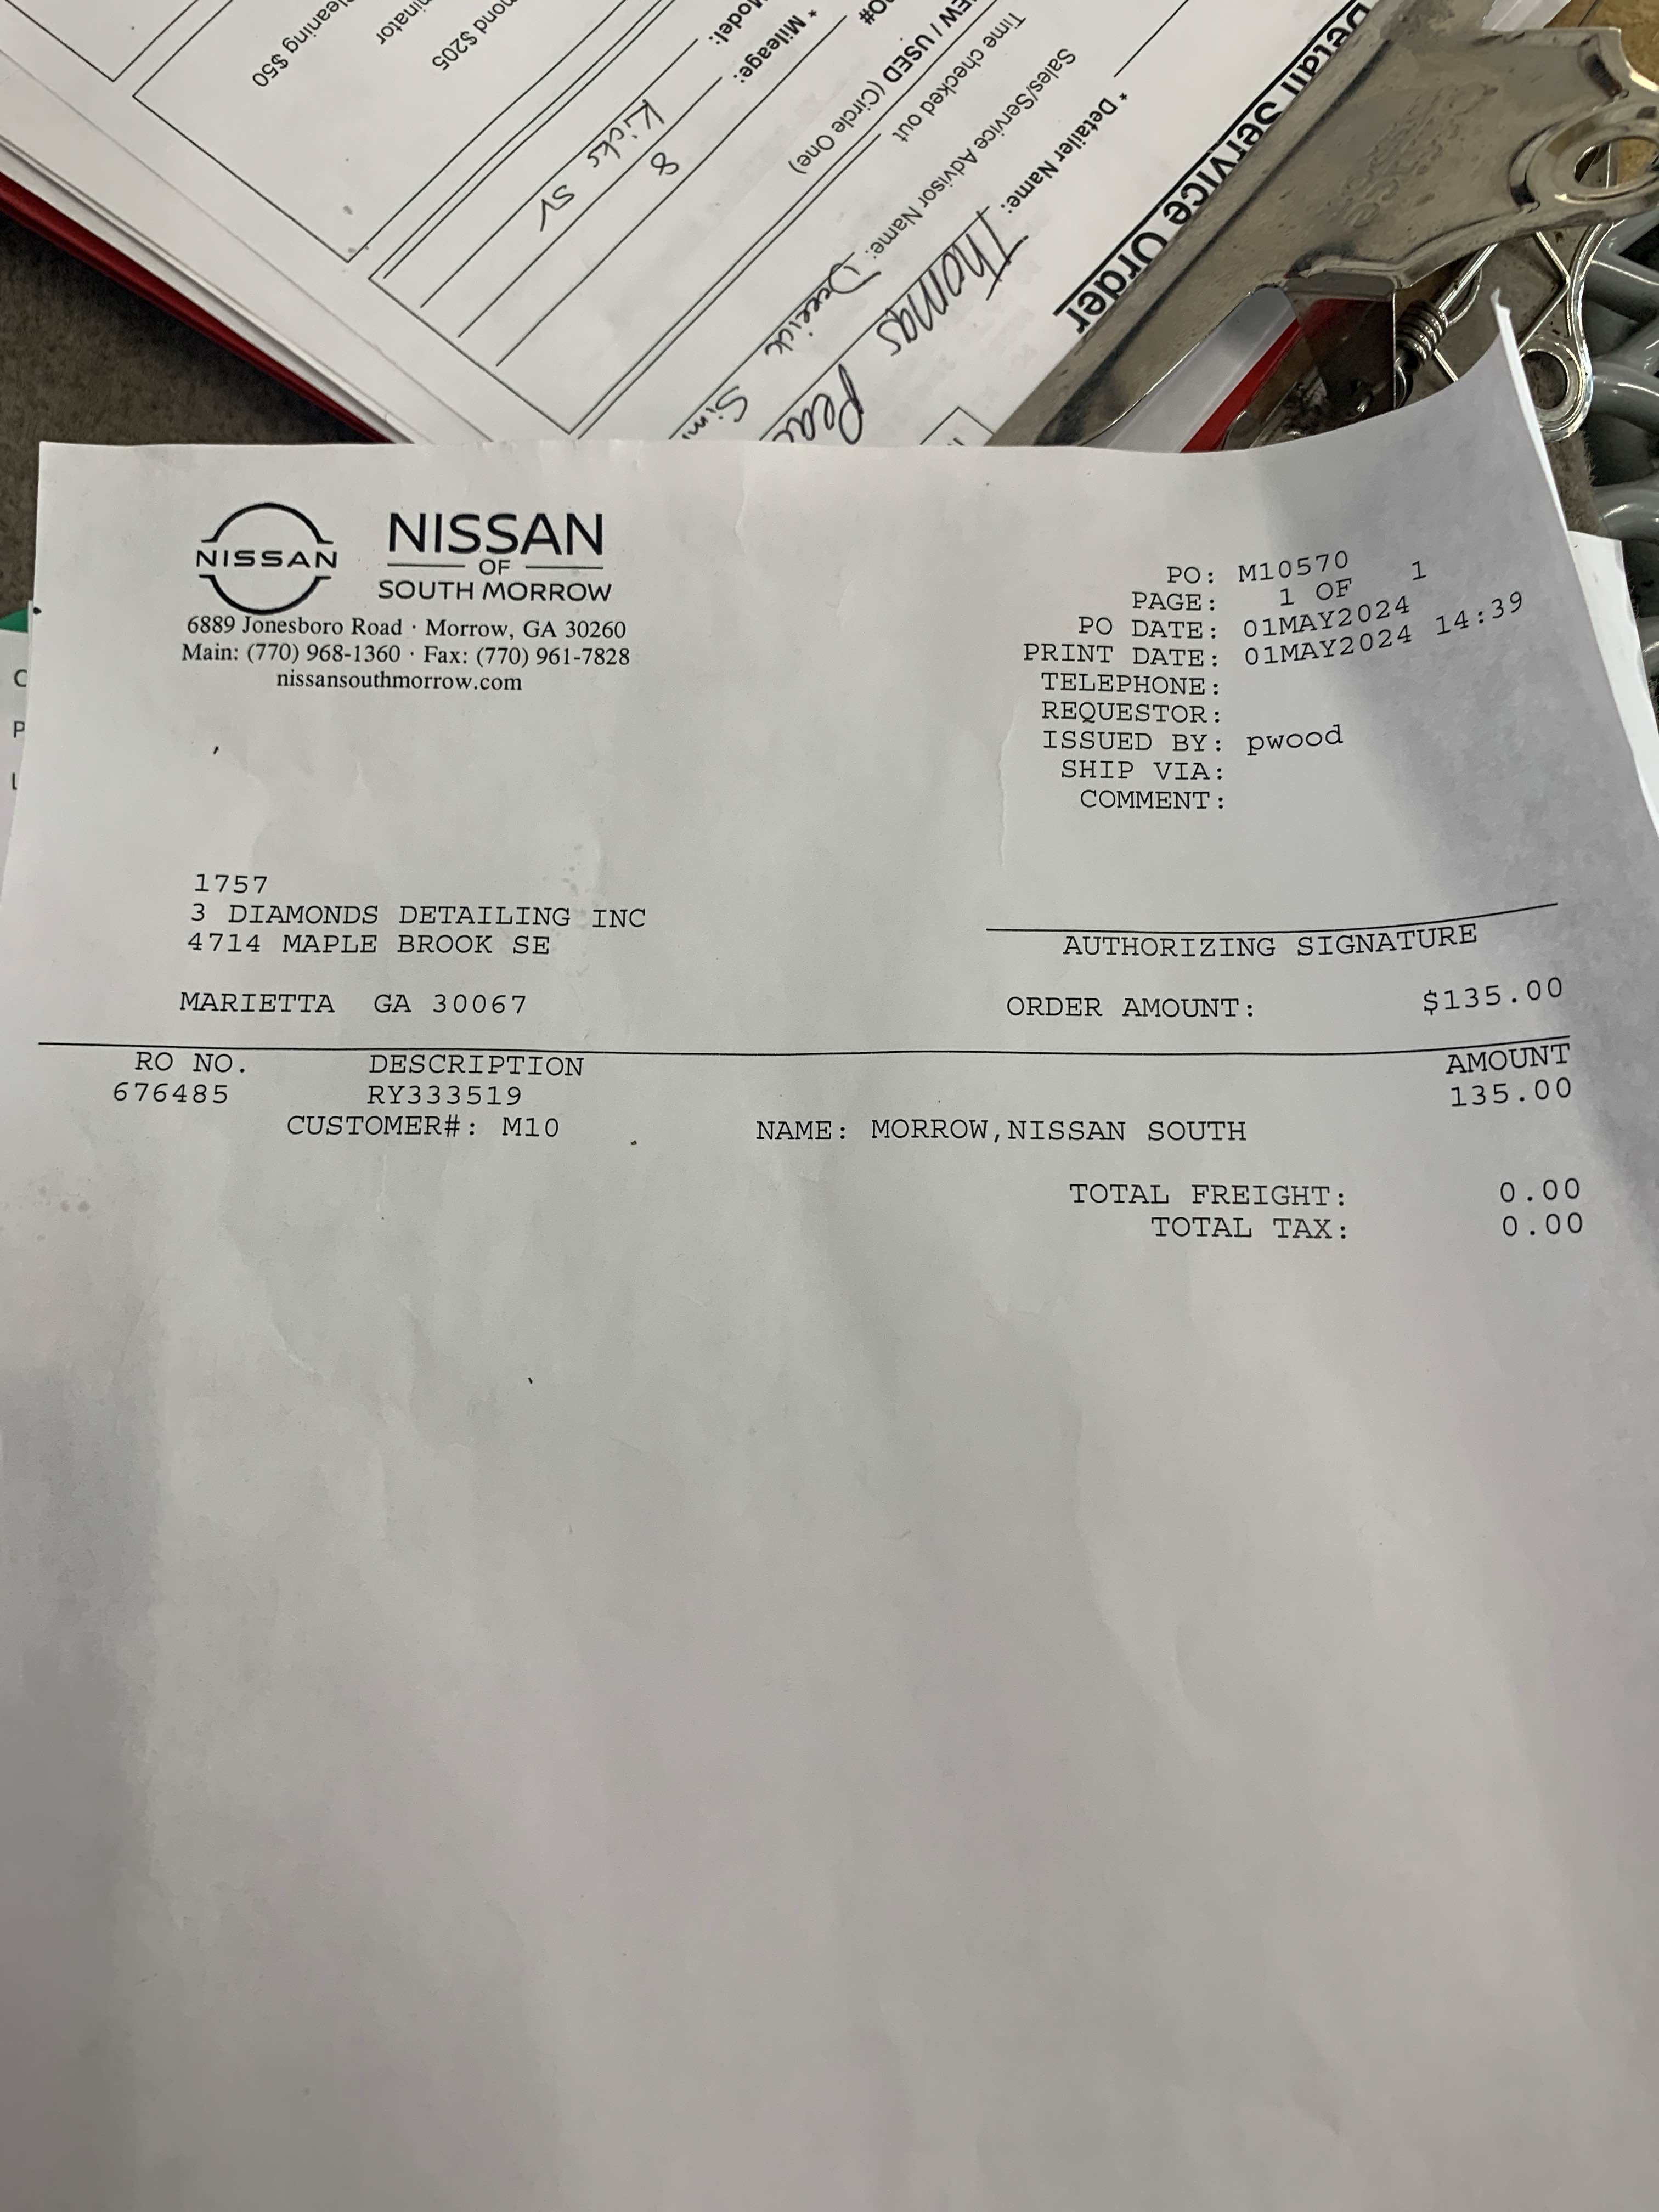 Detail Service Order
* Detailer Name: Thomas
Sales/Service Advisor Name: Derrick
Time checked out
/ USED (Circle One)
* Mileage: 8
Kicks SV
$205
$50
NISSAN
NISSAN
OF
SOUTH MORROW
6889 Jonesboro Road · Morrow, GA 30260
Main: (770) 968-1360 · Fax: (770) 961-7828
nissansouthmorrow.com
PO: M10570
PAGE: 1 OF 1
PO DATE: 01MAY2024
PRINT DATE: 01MAY2024 14:39
TELEPHONE:
REQUESTOR:
ISSUED BY: pwood
SHIP VIA:
COMMENT:
1757
3 DIAMONDS DETAILING INC
4714 MAPLE BROOK SE
MARIETTA GA 30067
AUTHORIZING SIGNATURE
ORDER AMOUNT: $135.00
RO NO. DESCRIPTION AMOUNT
676485 RY333519 135.00
CUSTOMER#: M10 NAME: MORROW,NISSAN SOUTH
TOTAL FREIGHT: 0.00
TOTAL TAX: 0.00